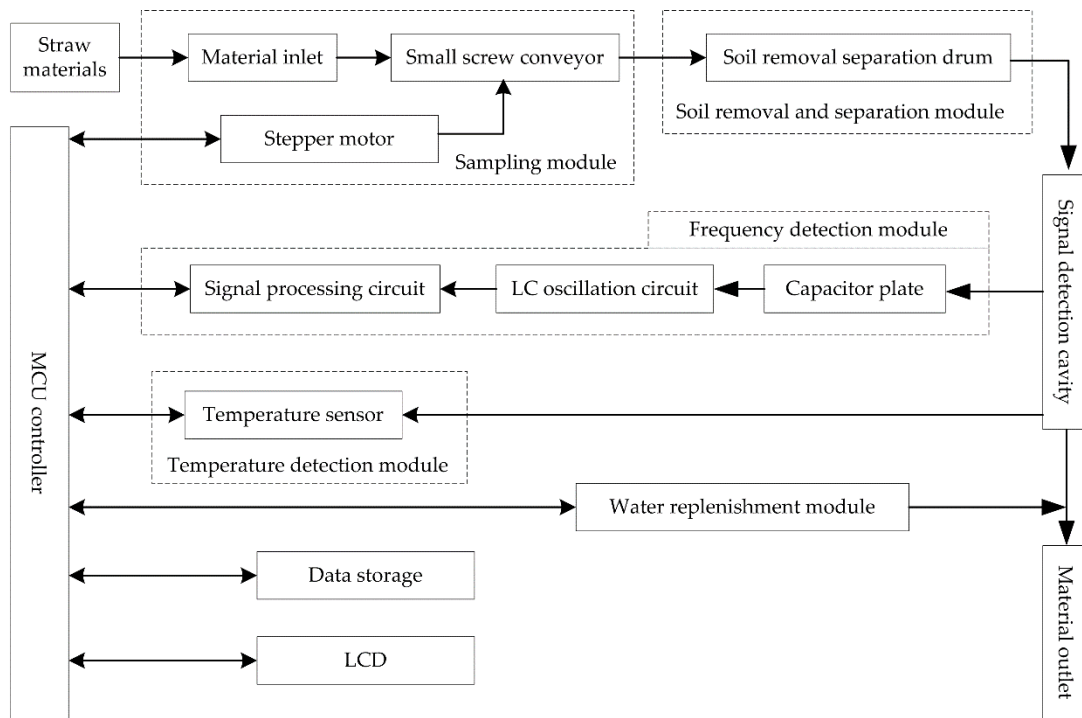 Straw
materials
Material inlet
Small screw conveyor
Soil removal separation drum
Soil removal and separation module
Stepper motor
Sampling module
Signal detection cavity
Frequency detection module
Signal processing circuit
LC oscillation circuit
Capacitor plate
MCU controller
Temperature sensor
Temperature detection module
Water replenishment module
Data storage
Material outlet
LCD